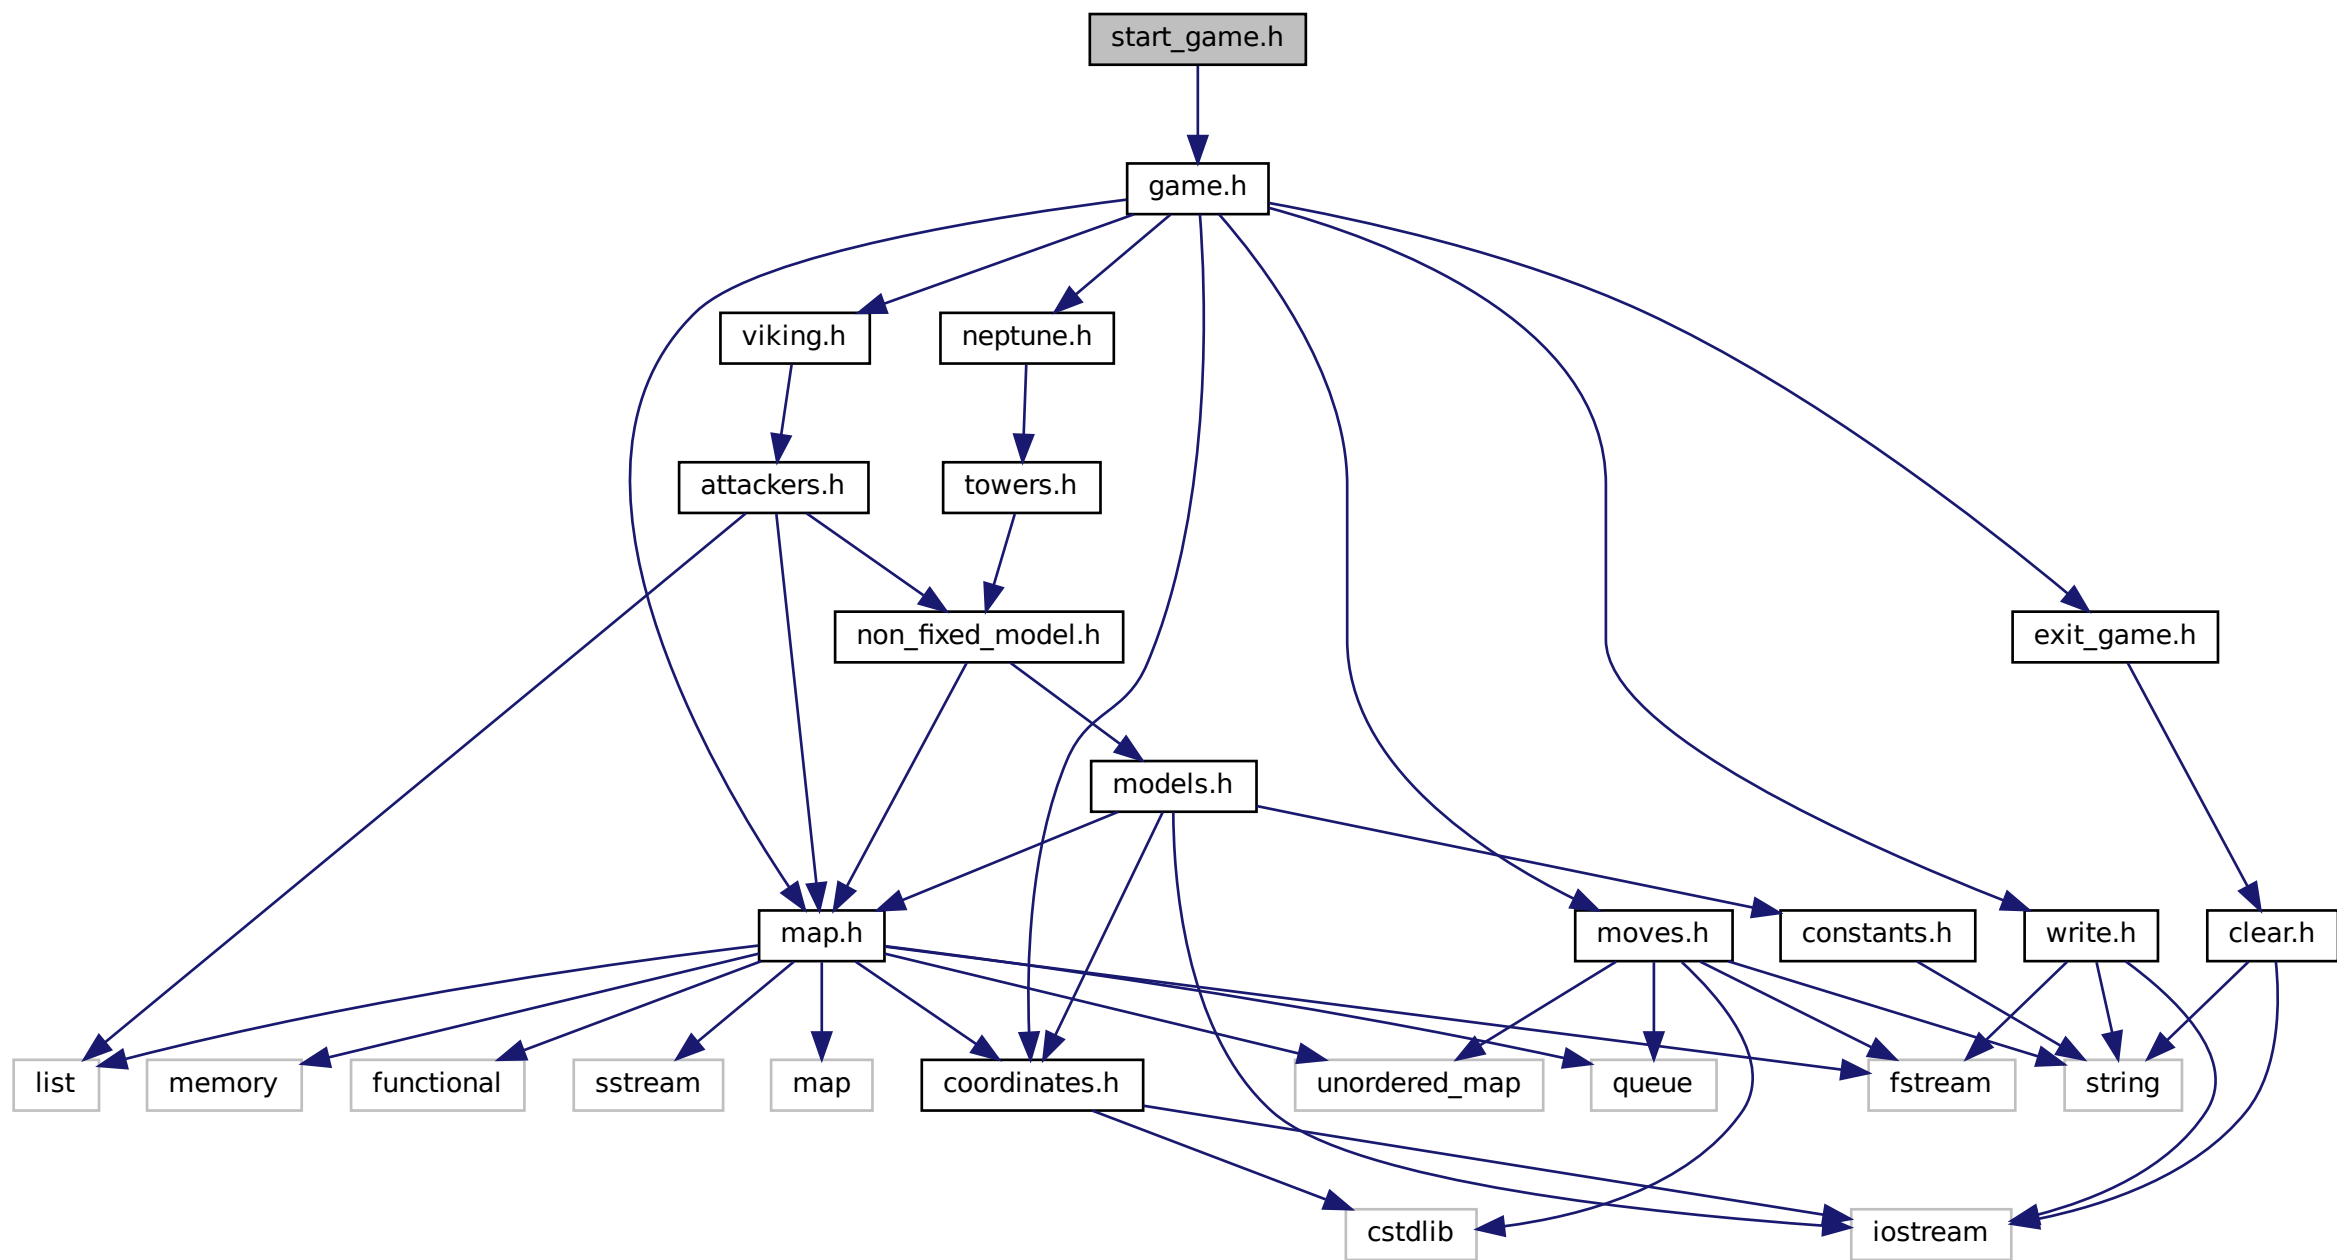 start_game.h
game.h
viking.h
neptune.h
attackers.h
towers.h
non_fixed_model.h
exit_game.h
models.h
map.h
moves.h
constants.h
write.h
clear.h
list
memory
functional
sstream
map
coordinates.h
unordered_map
queue
fstream
string
cstdlib
iostream